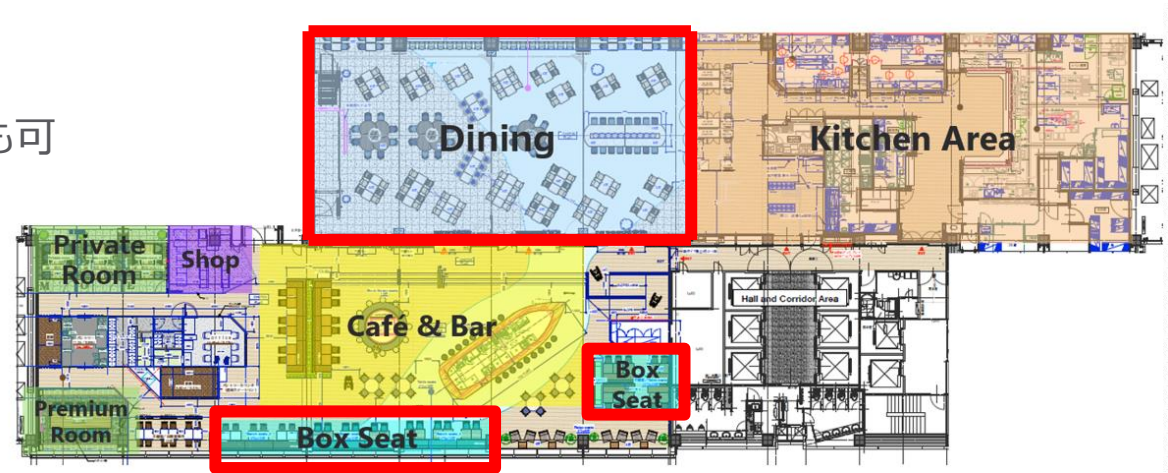 も可
Dining
Kitchen Area
Private
Room
Shop
Café & Bar
Hall and Corridor Area
Box
Seat
Premium
Room
Box Seat